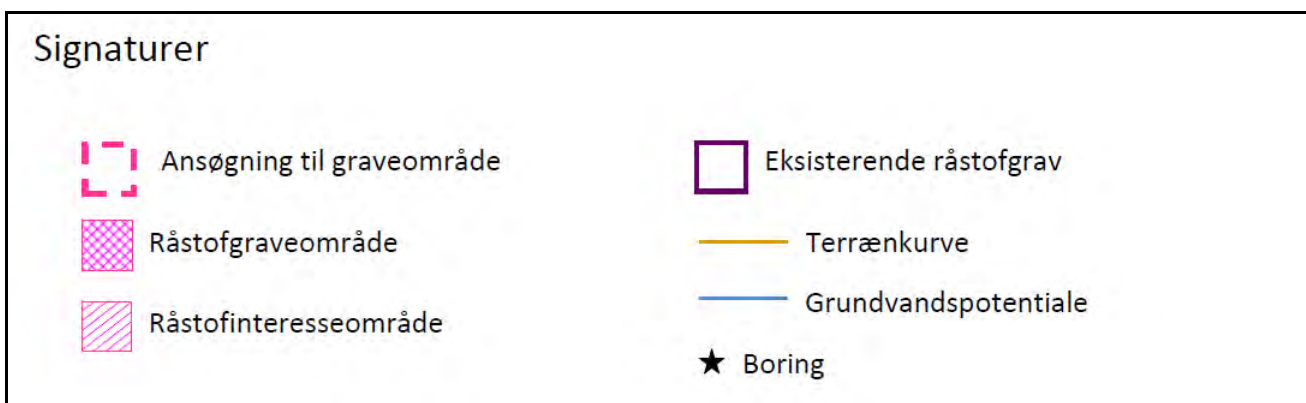 Signaturer
Ansøgning til graveområde
Råstofgraveområde
Råstofinteresseområde
Eksisterende råstofgrav
Terrænkurve
Grundvandspotentiale
Boring